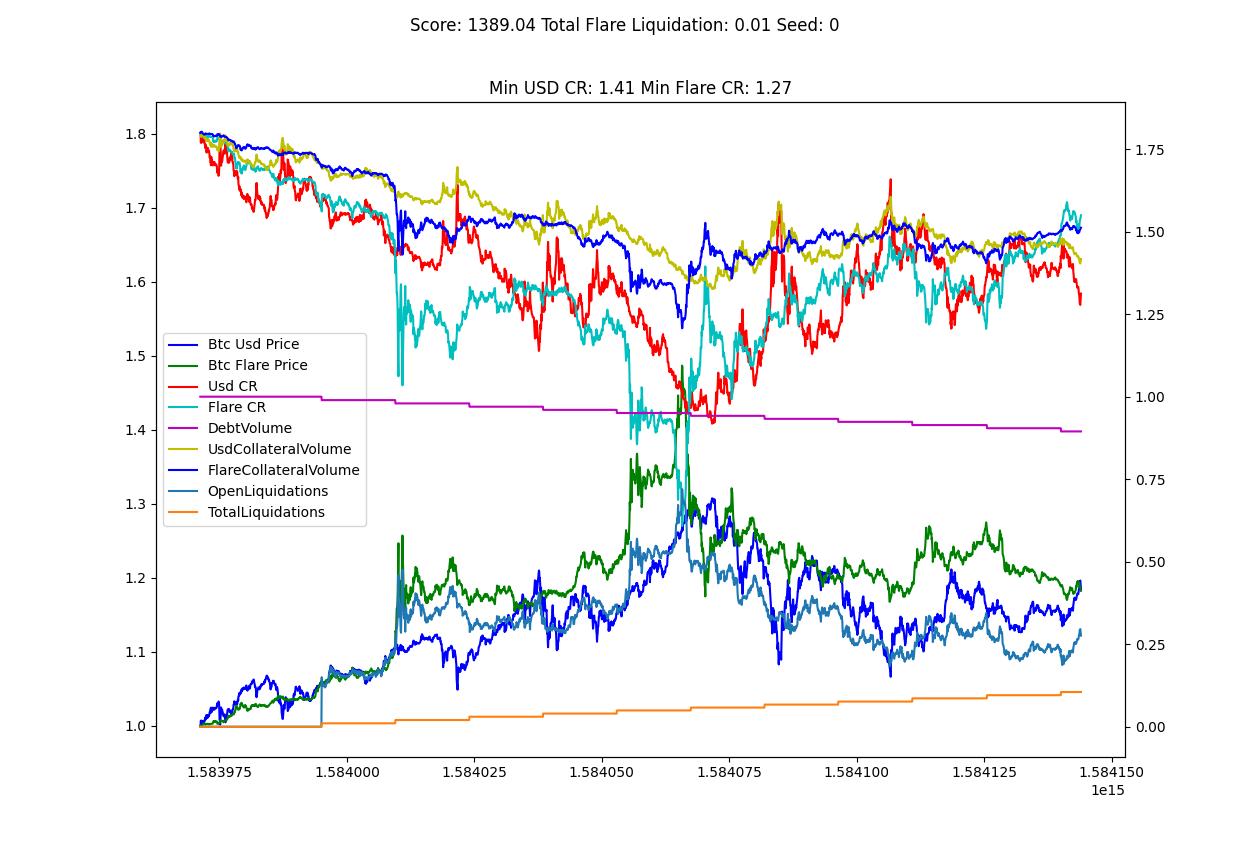 Score: 1389.04 Total Flare Liquidation: 0.01 Seed: 0
Min USD CR: 1.41 Min Flare CR: 1.27
1.8
1.7
1.6
1.5
1.4
1.3
1.2
1.1
1.0
1.75
1.50
1.25
1.00
0.75
0.50
0.25
0.00
Btc Usd Price
Btc Flare Price
Usd CR
Flare CR
DebtVolume
UsdCollateralVolume
FlareCollateralVolume
OpenLiquidations
TotalLiquidations
1.583975 1.584000 1.584025 1.584050 1.584075 1.584100 1.584125 1.584150
1e15